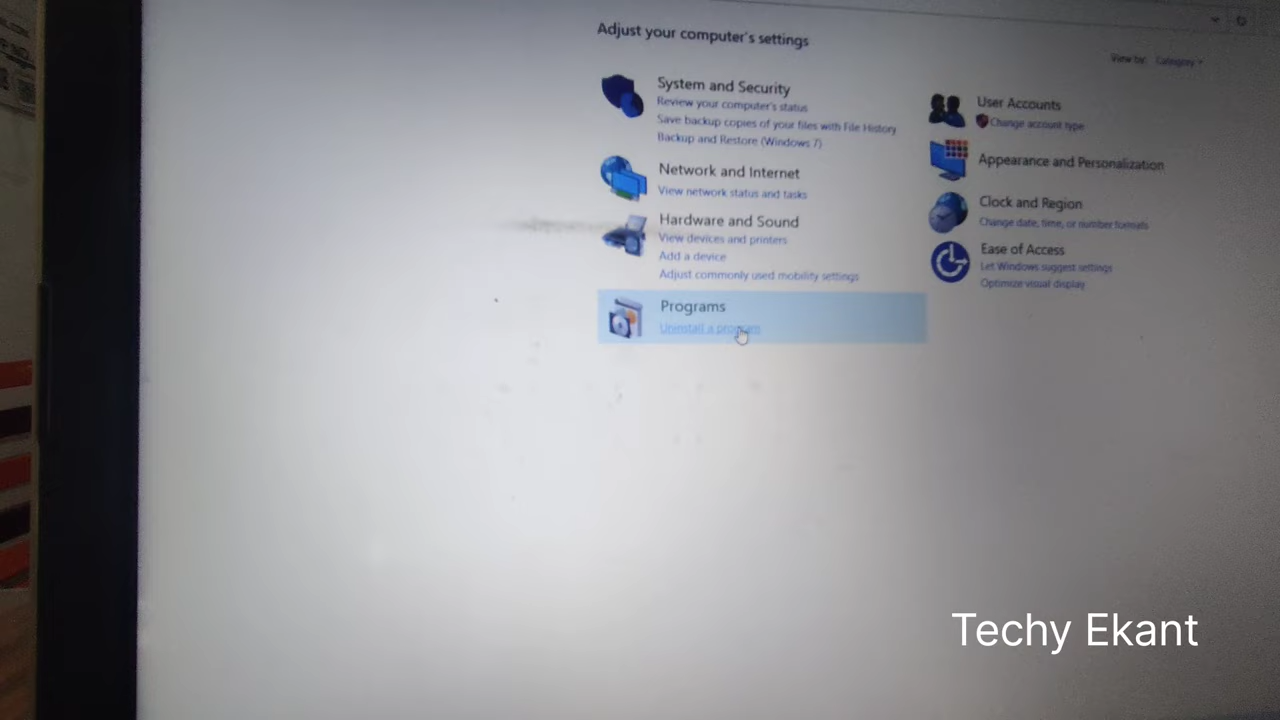 Adjust your computer's settings
View by: Category
System and Security
Review your computer's status
Save backup copies of your files with File History
Backup and Restore (Windows 7)
Network and Internet
View network status and tasks
Hardware and Sound
View devices and printers
Add a device
Adjust commonly used mobility settings
Programs
Uninstall a program
User Accounts
Change account type
Appearance and Personalization
Clock and Region
Change date, time, or number formats
Ease of Access
Let Windows suggest settings
Optimize visual display
Techy Ekant